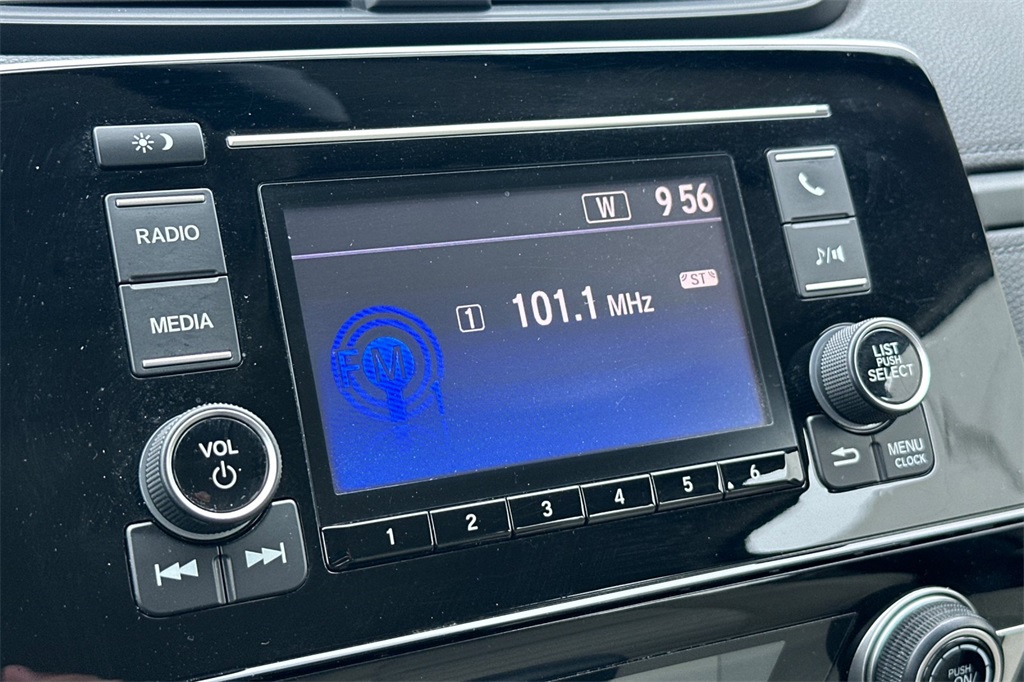 W 9 56
ST
1 101.1 MHz
FM
RADIO
MEDIA
VOL
1 2 3 4 5 6
LIST
PUSH
SELECT
MENU
CLOCK
PUSH
ON/